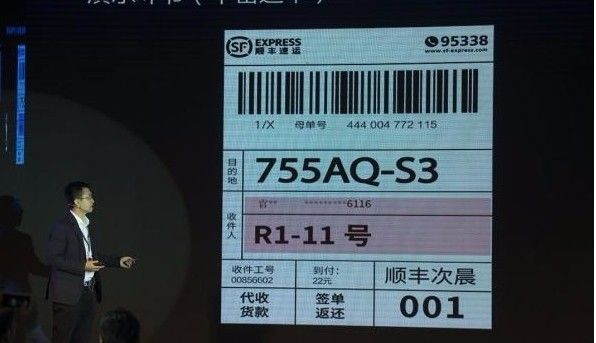 SF EXPRESS 95338
顺丰速运 www.sf-express.com
1/X 母单号 444 004 772 115
目的地 755AQ-S3
官** *********6116
收件人 R1-11 号
收件工号 到付: 顺丰次晨
00856602 22元
代收 签单 001
货款 返还